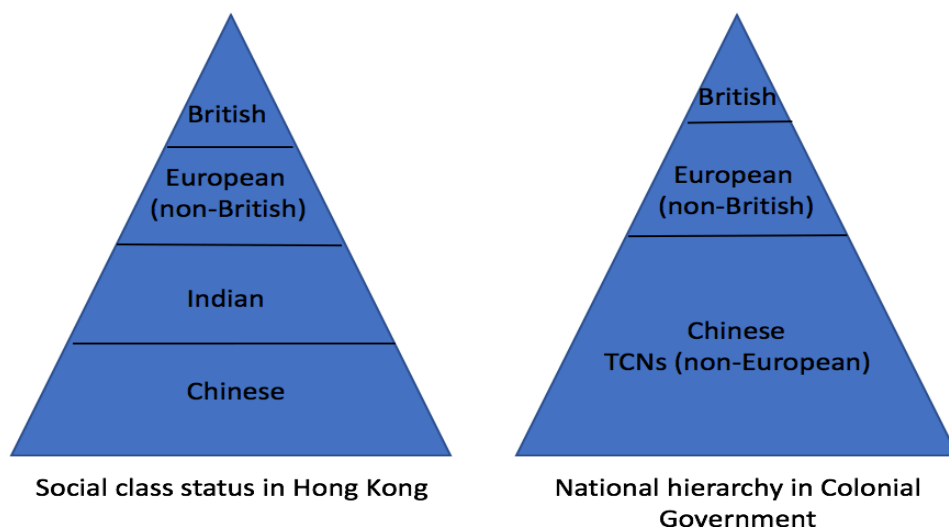 British
European
(non-British)
Indian
Chinese
Social class status in Hong Kong
British
European
(non-British)
Chinese
TCNs (non-European)
National hierarchy in Colonial
Government